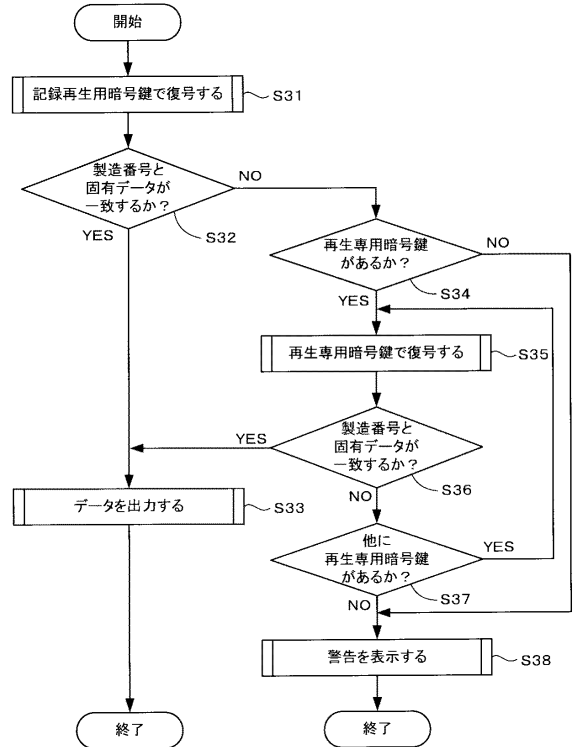 開始
記録再生用暗号鍵で復号する
S31
製造番号と
固有データが
一致するか?
NO
YES
S32
再生専用暗号鍵
があるか?
NO
YES
S34
再生専用暗号鍵で復号する
S35
製造番号と
固有データが
一致するか?
YES
NO
S36
データを出力する
S33
他に
再生専用暗号鍵
があるか?
YES
NO
S37
警告を表示する
S38
終了
終了